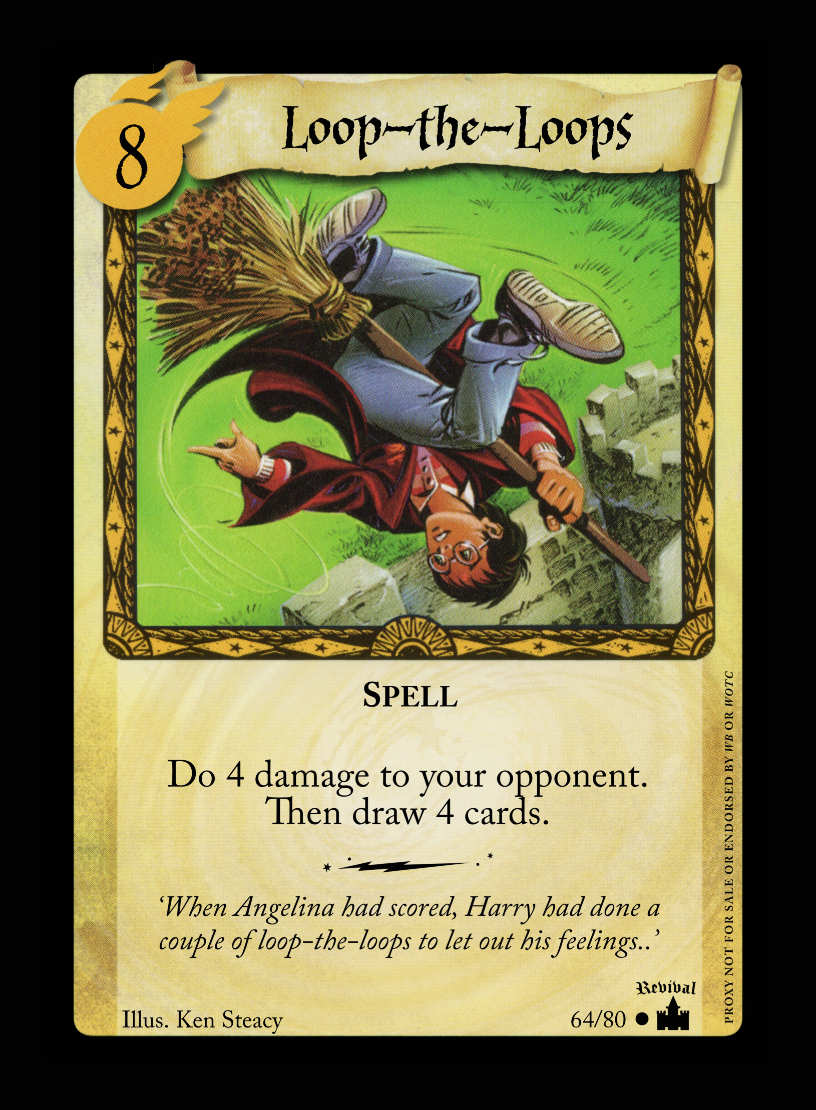 8
Loop-the-Loops
SPELL
Do 4 damage to your opponent.
Then draw 4 cards.
‘When Angelina had scored, Harry had done a
couple of loop-the-loops to let out his feelings..’
Revival
Illus. Ken Steacy
64/80
PROXY NOT FOR SALE OR ENDORSED BY WB OR WOTC